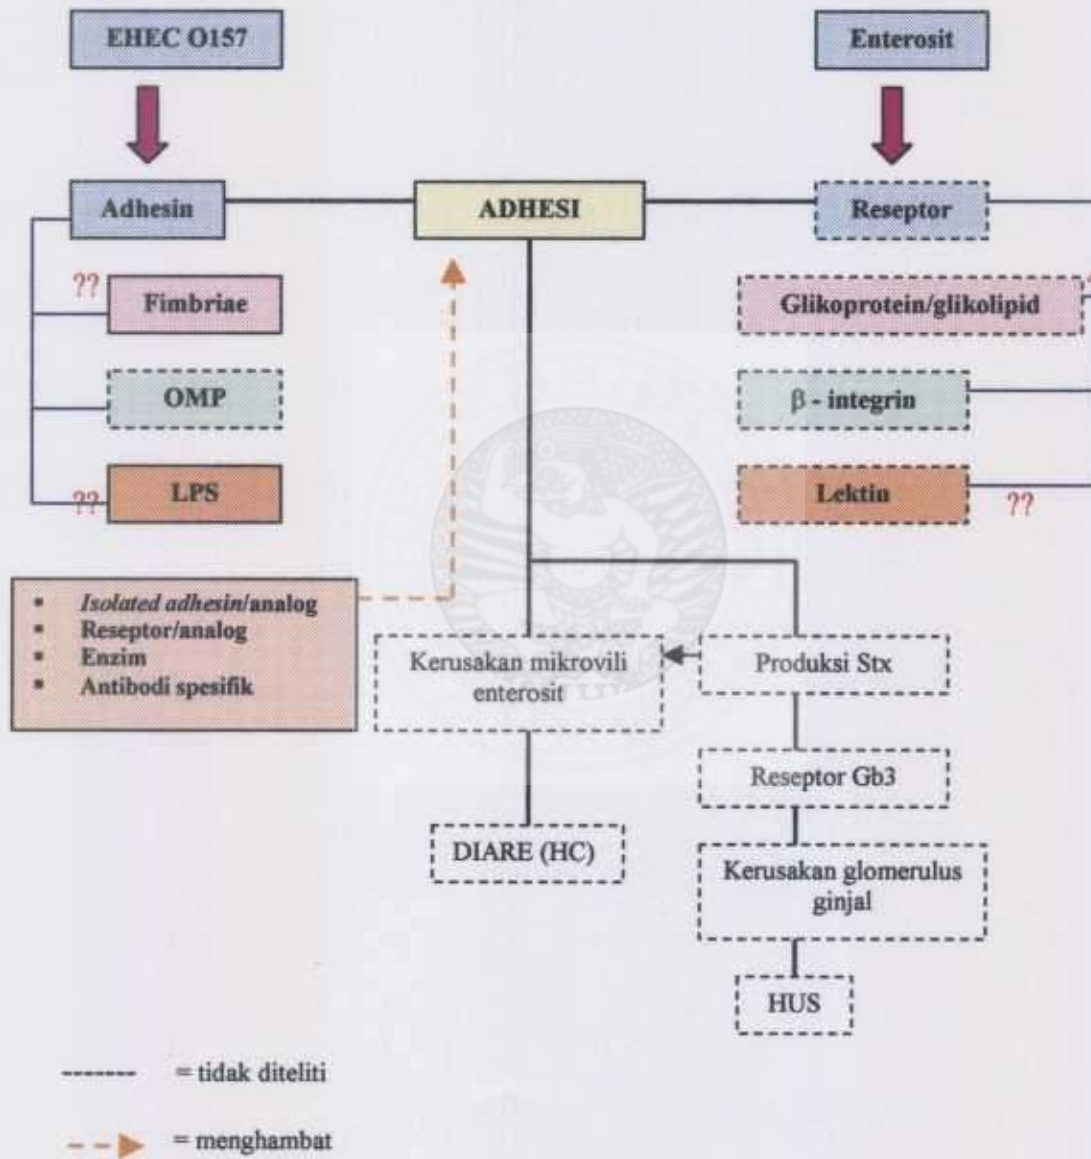 EHEC O157
Enterosit
Adhesin
ADHESI
Reseptor
??
Fimbriae
Glikoprotein/glikolipid
OMP
β - integrin
??
LPS
Lektin
??
▪ Isolated adhesin/analog
▪ Reseptor/analog
▪ Enzim
▪ Antibodi spesifik
Kerusakan mikrovili
enterosit
Produksi Stx
Reseptor Gb3
DIARE (HC)
Kerusakan glomerulus
ginjal
HUS
= tidak diteliti
= menghambat